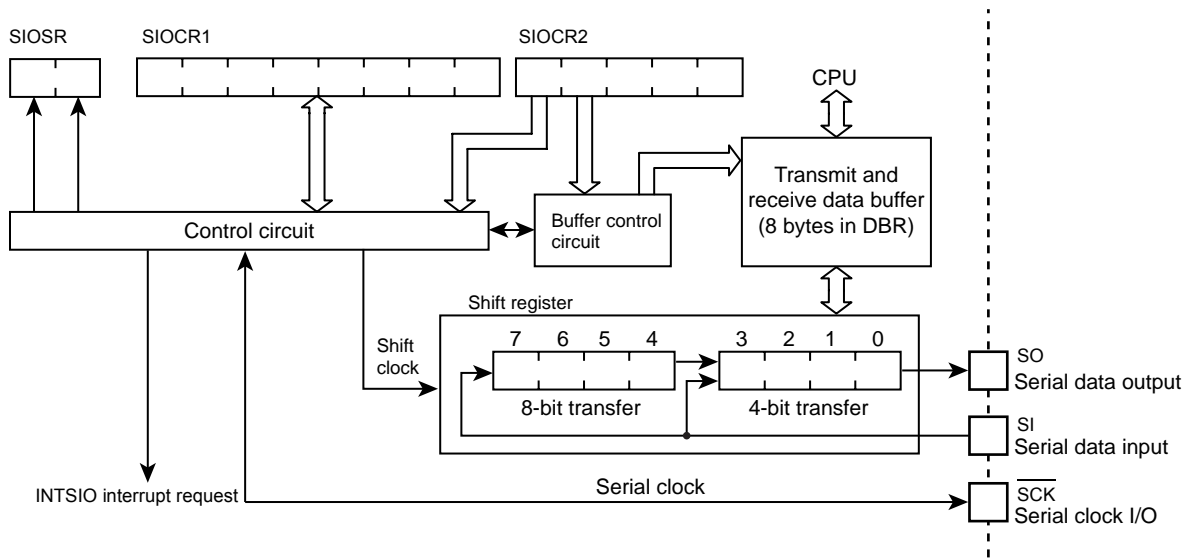 SIOSR
SIOCR1
SIOCR2
CPU
Transmit and
receive data buffer
(8 bytes in DBR)
Control circuit
Buffer control
circuit
Shift register
Shift
clock
7 6 5 4 3 2 1 0
8-bit transfer
4-bit transfer
SO
Serial data output
SI
Serial data input
INTSIO interrupt request
Serial clock
SCK
Serial clock I/O